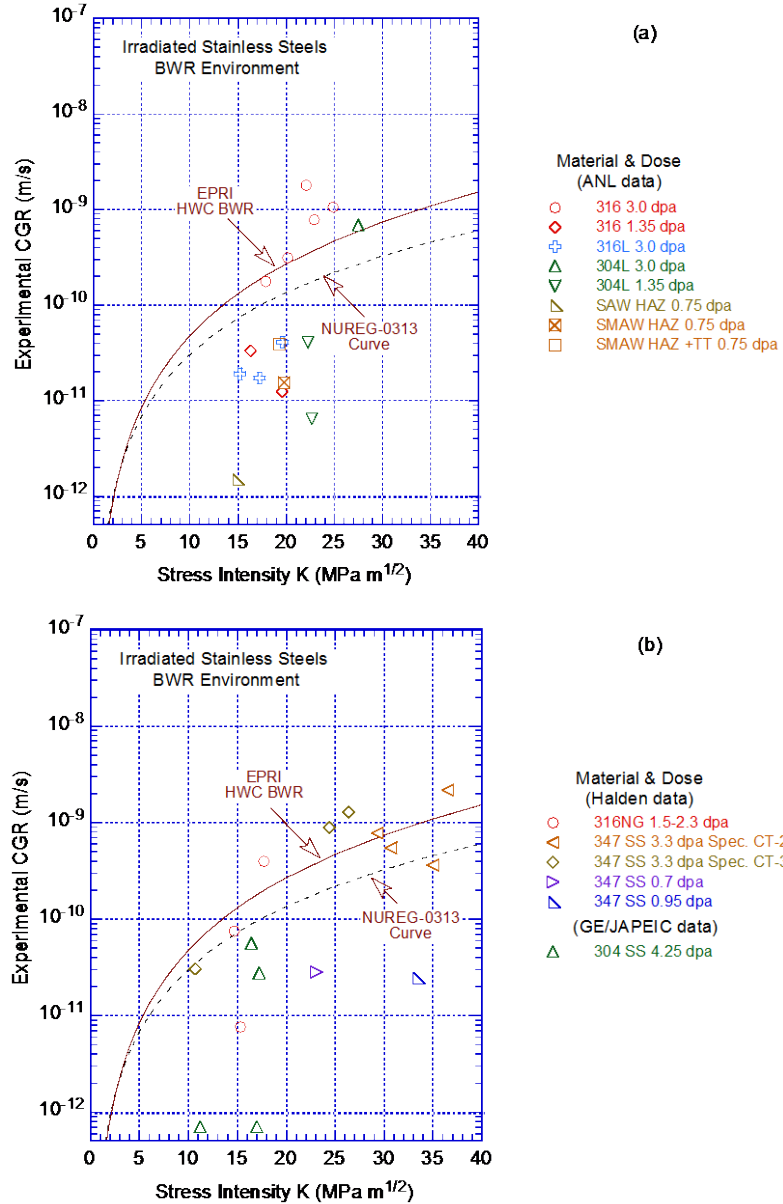 (a)
Irradiated Stainless Steels
BWR Environment
10-7
10-8
10-9
10-10
10-11
10-12
Experimental CGR (m/s)
EPRI
HWC BWR
NUREG-0313
Curve
0 5 10 15 20 25 30 35 40
Stress Intensity K (MPa m1/2)
Material & Dose
(ANL data)
316 3.0 dpa
316 1.35 dpa
316L 3.0 dpa
304L 3.0 dpa
304L 1.35 dpa
SAW HAZ 0.75 dpa
SMAW HAZ 0.75 dpa
SMAW HAZ +TT 0.75 dpa
(b)
Irradiated Stainless Steels
BWR Environment
10-7
10-8
10-9
10-10
10-11
10-12
Experimental CGR (m/s)
EPRI
HWC BWR
NUREG-0313
Curve
0 5 10 15 20 25 30 35 40
Stress Intensity K (MPa m1/2)
Material & Dose
(Halden data)
316NG 1.5-2.3 dpa
347 SS 3.3 dpa Spec. CT-2
347 SS 3.3 dpa Spec. CT-3
347 SS 0.7 dpa
347 SS 0.95 dpa
(GE/JAPEIC data)
304 SS 4.25 dpa